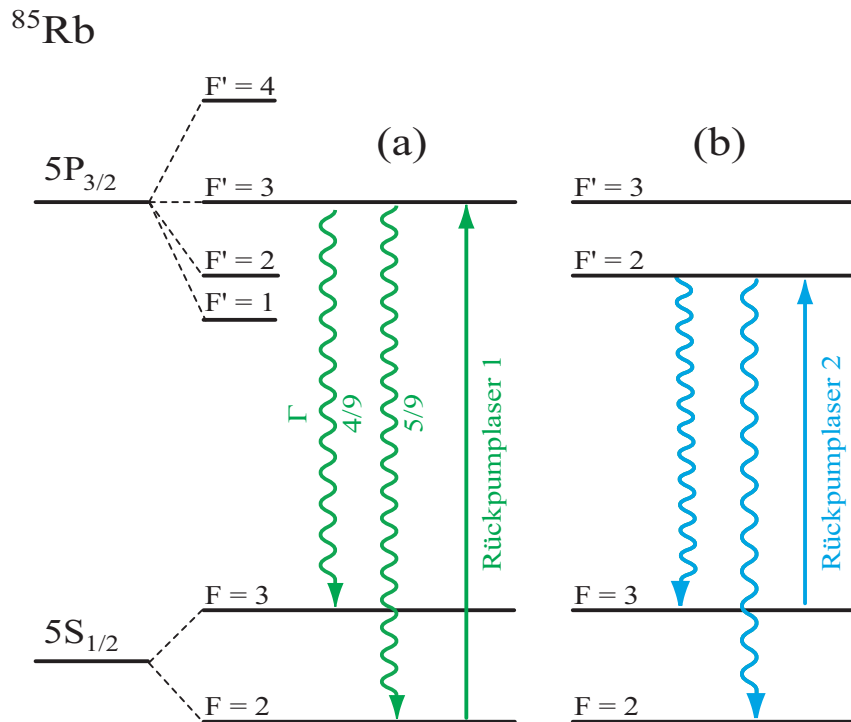 ⁸⁵Rb
F' = 4
(a)
(b)
5P₃/₂
F' = 3
F' = 3
F' = 2
F' = 2
F' = 1
Γ
4/9
5/9
Rückpumplaser 1
Rückpumplaser 2
F = 3
F = 3
5S₁/₂
F = 2
F = 2